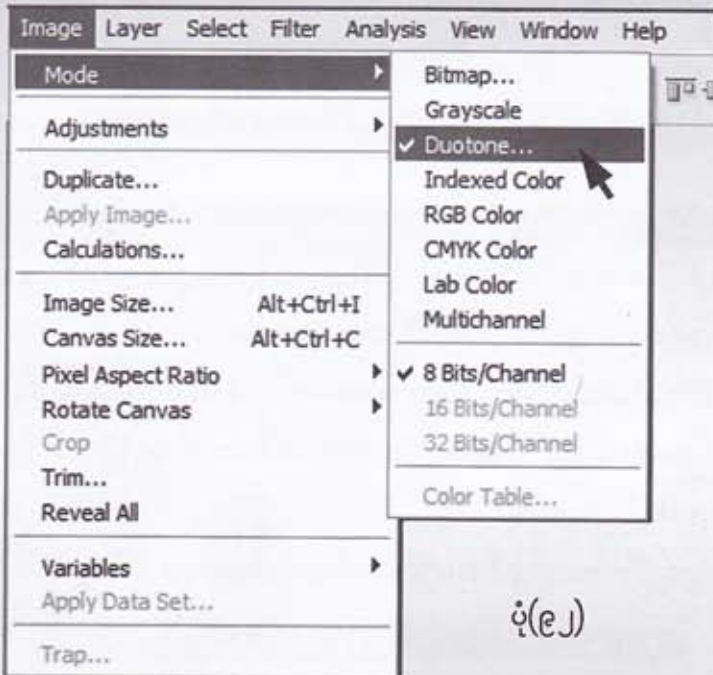 Image Layer Select Filter Analysis View Window Help
Mode
Adjustments
Duplicate...
Apply Image...
Calculations...
Image Size... Alt+Ctrl+I
Canvas Size... Alt+Ctrl+C
Pixel Aspect Ratio
Rotate Canvas
Crop
Trim...
Reveal All
Variables
Apply Data Set...
Trap...
Bitmap...
Grayscale
Duotone...
Indexed Color
RGB Color
CMYK Color
Lab Color
Multichannel
8 Bits/Channel
16 Bits/Channel
32 Bits/Channel
Color Table...
ပုံ(၉၂)